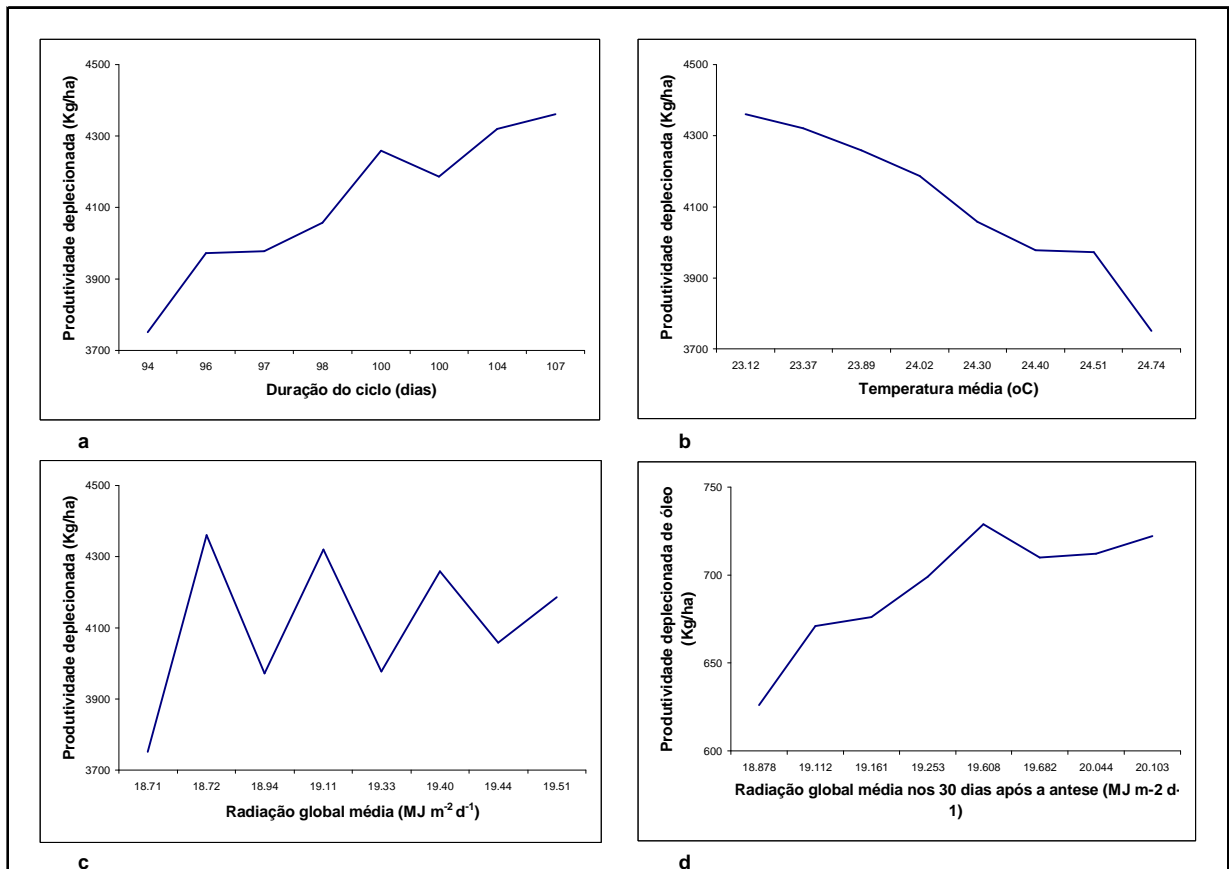 4500
4300
4100
3900
3700
Produtividade deplecionada (Kg/ha)
94 96 97 98 100 100 104 107
Duração do ciclo (dias)
a
4500
4300
4100
3900
3700
Produtividade deplecionada (Kg/ha)
23.12 23.37 23.89 24.02 24.30 24.40 24.51 24.74
Temperatura média (oC)
b
4500
4300
4100
3900
3700
Produtividade deplecionada (Kg/ha)
18.71 18.72 18.94 19.11 19.33 19.40 19.44 19.51
Radiação global média (MJ m⁻² d⁻¹)
c
750
700
650
600
Produtividade deplecionada de óleo
(Kg/ha)
18.878 19.112 19.161 19.253 19.608 19.682 20.044 20.103
Radiação global média nos 30 dias após a antese (MJ m-2 d-
1)
d